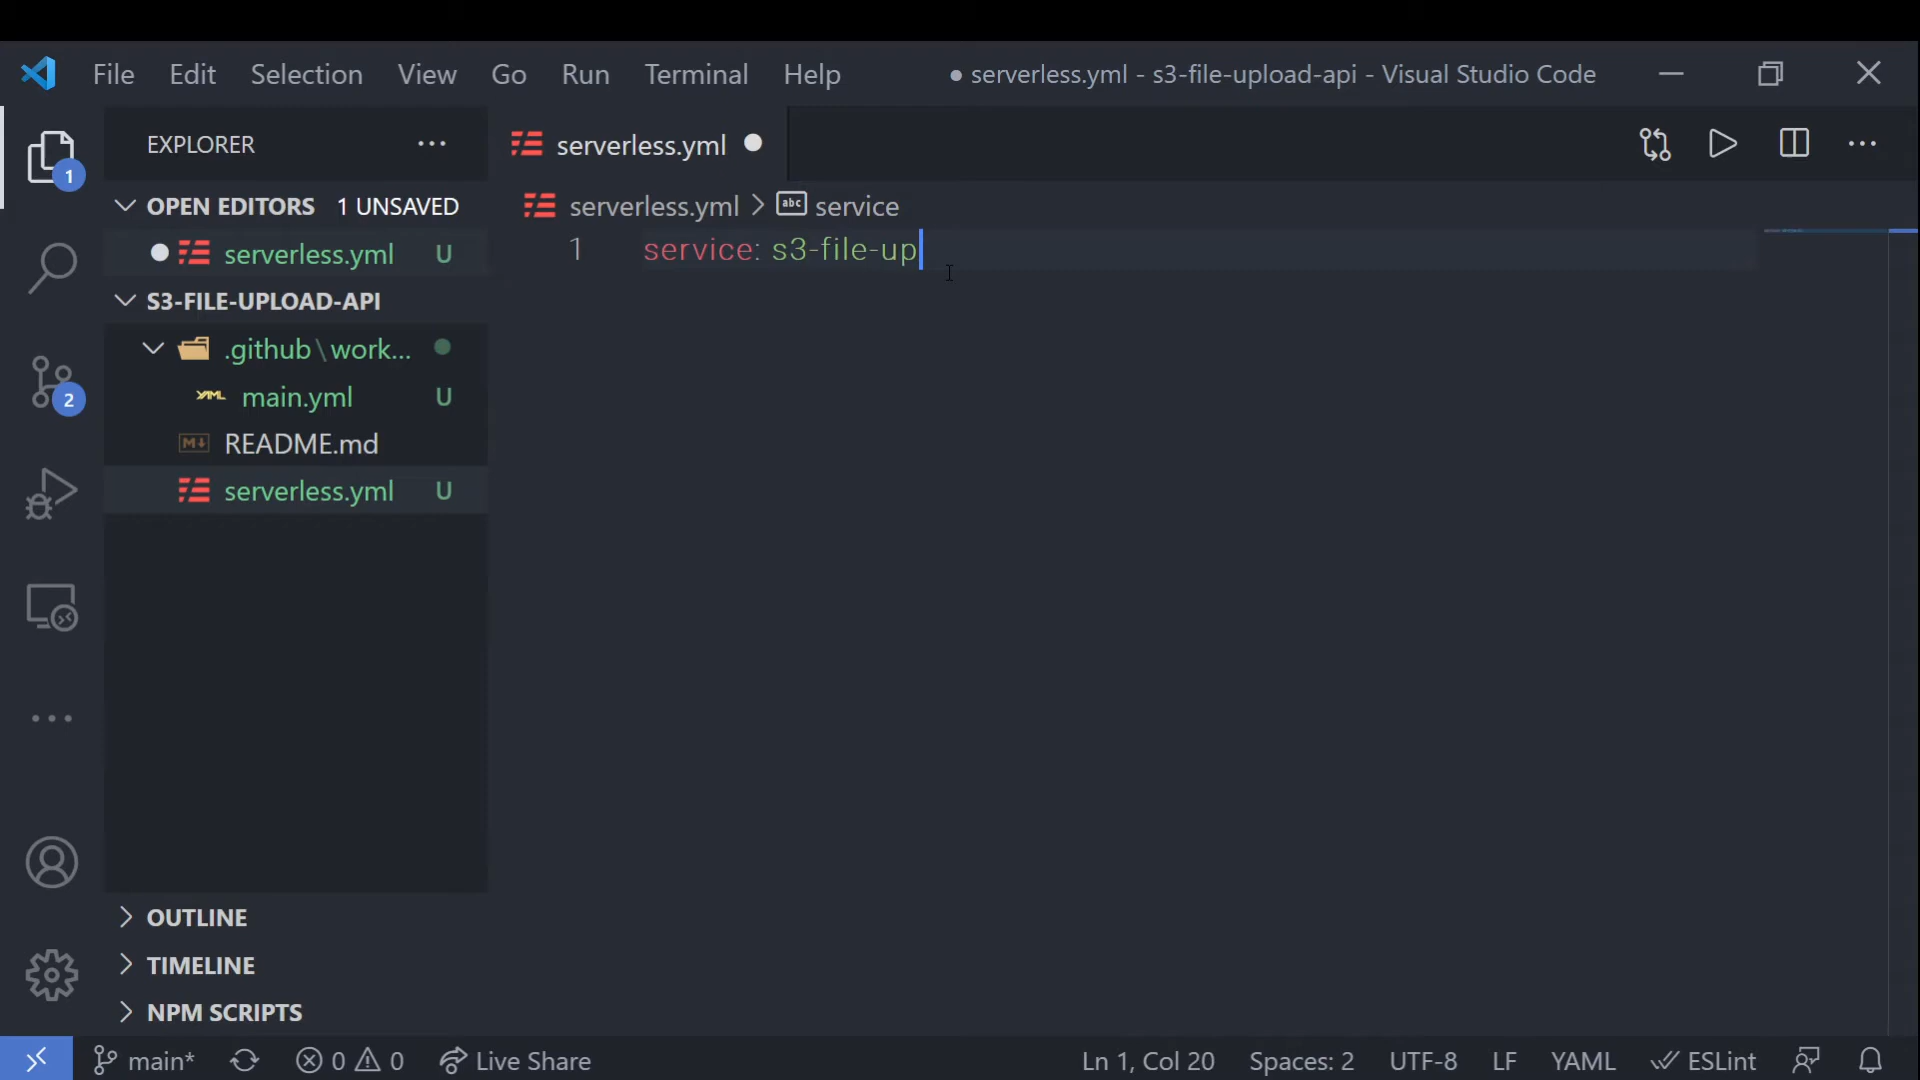 File Edit Selection View Go Run Terminal Help ● serverless.yml - s3-file-upload-api - Visual Studio Code
EXPLORER ...
serverless.yml
1
OPEN EDITORS 1 UNSAVED
serverless.yml > service
serverless.yml U
1 service: s3-file-up
S3-FILE-UPLOAD-API
.github\work...
YAML main.yml U
2
M↓ README.md
serverless.yml U
OUTLINE
TIMELINE
NPM SCRIPTS
main* 0 0 Live Share Ln 1, Col 20 Spaces: 2 UTF-8 LF YAML ESLint